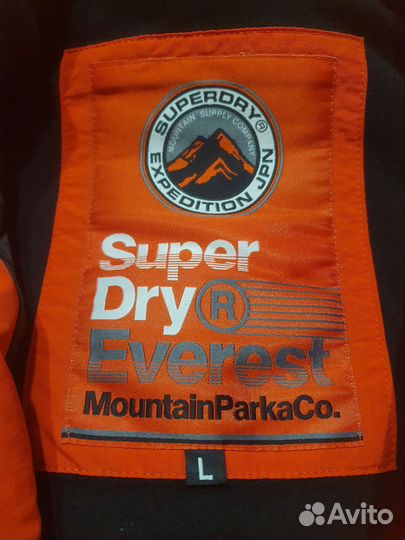 SUPERDRY®
MOUNTAIN SUPPLY COMPANY
EXPEDITION JPN
Super
Dry®
Everest
MountainParkaCo.
L
Avito